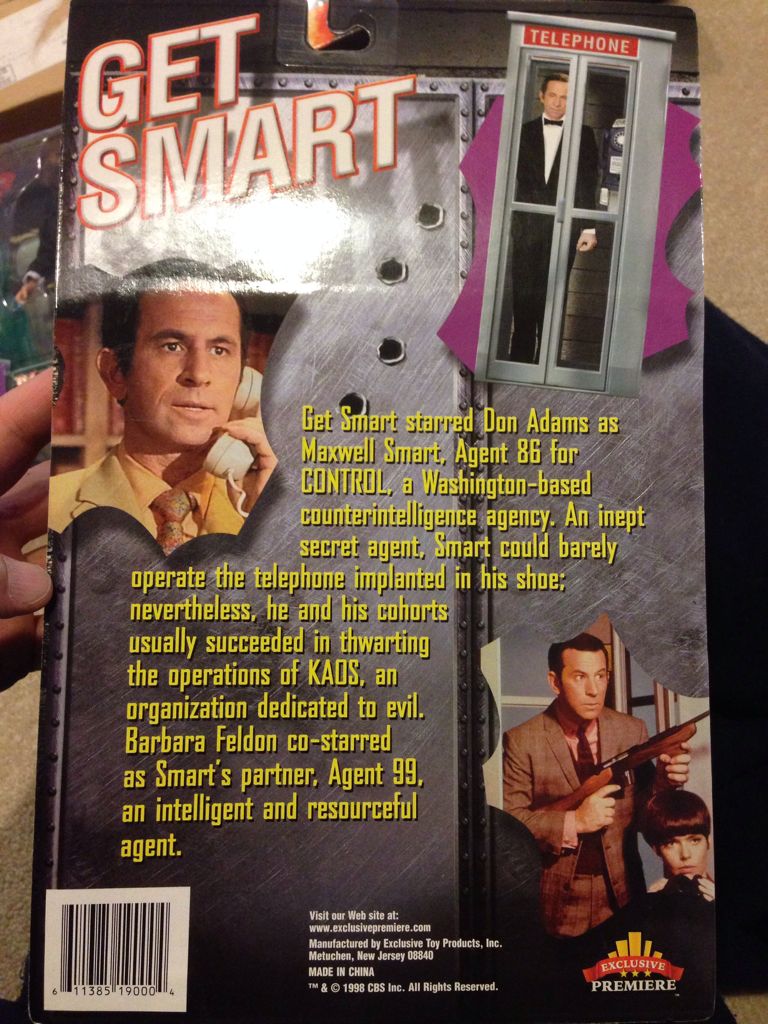 GET
SMART
TELEPHONE
Get Smart starred Don Adams as
Maxwell Smart, Agent 86 for
CONTROL, a Washington-based
counterintelligence agency. An inept
secret agent, Smart could barely
operate the telephone implanted in his shoe;
nevertheless, he and his cohorts
usually succeeded in thwarting
the operations of KAOS, an
organization dedicated to evil.
Barbara Feldon co-starred
as Smart's partner, Agent 99,
an intelligent and resourceful
agent.
Visit our Web site at:
www.exclusivepremiere.com
Manufactured by Exclusive Toy Products, Inc.
Metuchen, New Jersey 08840
MADE IN CHINA
™ & © 1998 CBS Inc. All Rights Reserved.
6 11385 19000 4
EXCLUSIVE
PREMIERE™